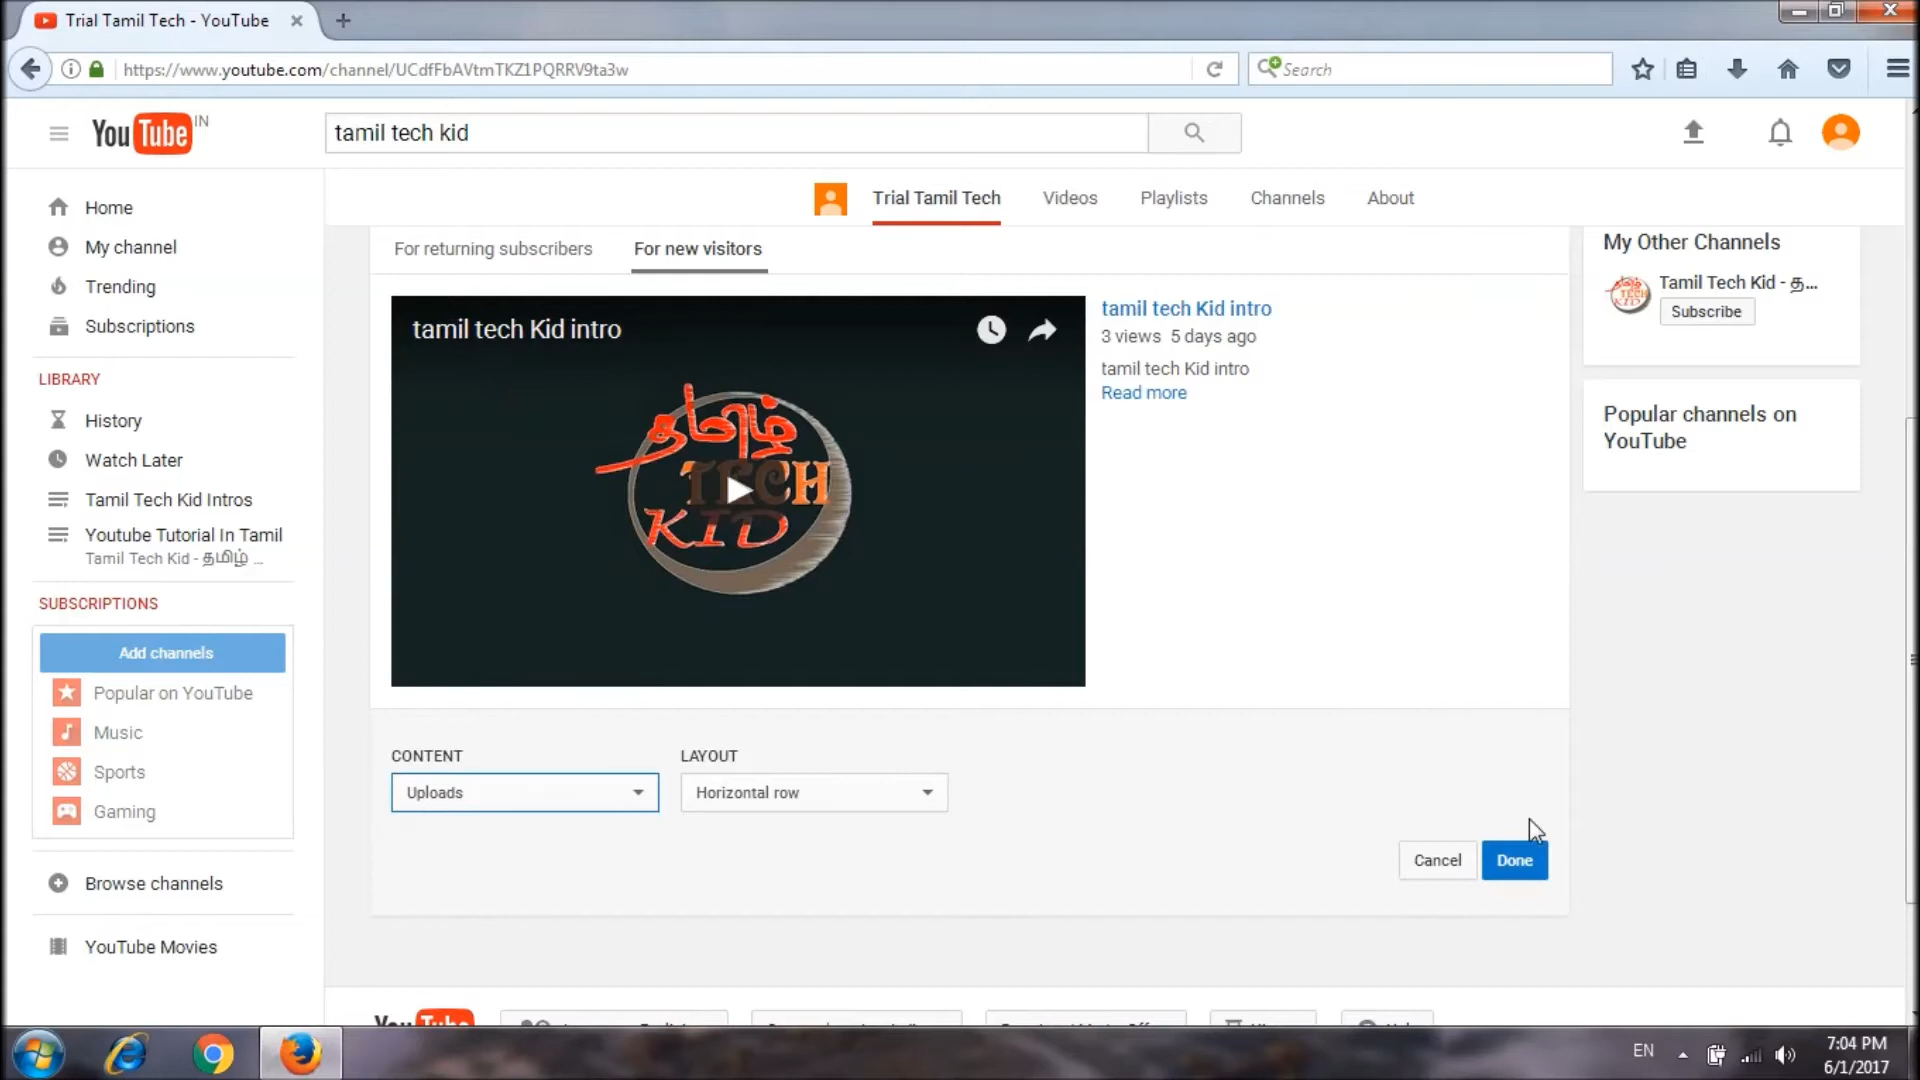 Trial Tamil Tech - YouTube
https://www.youtube.com/channel/UCdfFbAVtmTKZ1PQRRV9ta3w
Search
YouTube IN
tamil tech kid
Trial Tamil Tech
Videos
Playlists
Channels
About
Home
My channel
Trending
Subscriptions
LIBRARY
History
Watch Later
Tamil Tech Kid Intros
Youtube Tutorial In Tamil
Tamil Tech Kid - தமிழ் ...
SUBSCRIPTIONS
Add channels
Popular on YouTube
Music
Sports
Gaming
Browse channels
YouTube Movies
For returning subscribers
For new visitors
tamil tech Kid intro
தமிழ்
TECH
KID
tamil tech Kid intro
3 views 5 days ago
tamil tech Kid intro
Read more
CONTENT
Uploads
LAYOUT
Horizontal row
Cancel
Done
My Other Channels
Tamil Tech Kid - த...
Subscribe
Popular channels on
YouTube
YouTube
EN
7:04 PM
6/1/2017